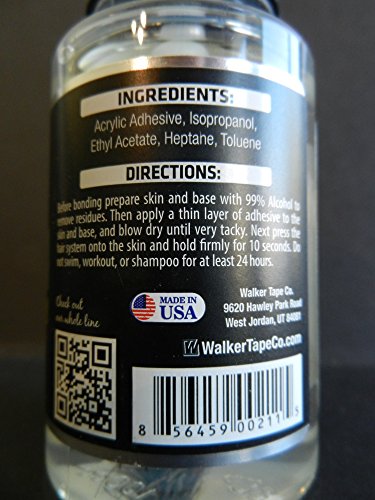 INGREDIENTS:
Acrylic Adhesive, Isopropanol,
Ethyl Acetate, Heptane, Toluene
DIRECTIONS:
Before bonding prepare skin and base with 99% Alcohol to
remove residues. Then apply a thin layer of adhesive to the
skin and base, and blow dry until very tacky. Next press the
hair system onto the skin and hold firmly for 10 seconds. Do
not swim, workout, or shampoo for at least 24 hours.
Check out
our whole line
MADE IN
USA
Walker Tape Co.
9620 Hawley Park Road
West Jordan, UT 84081
WalkerTapeCo.com
8 56459 00211 5